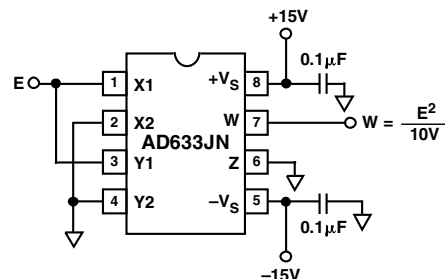 +15V
0.1µF
E
1 X1 +VS 8
2 X2 W 7
AD633JN
W = E²/10V
3 Y1 Z 6
4 Y2 –VS 5
0.1µF
–15V